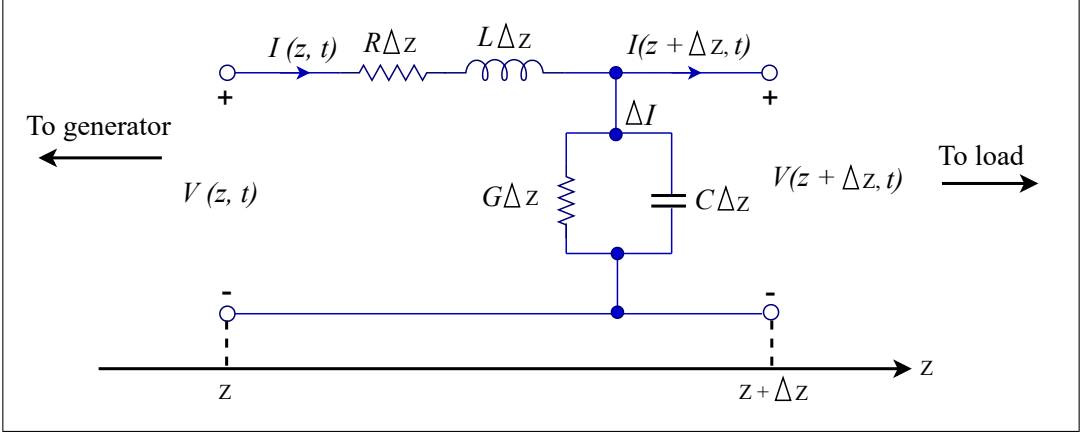 I (z, t)
RΔz
LΔz
I(z + Δz, t)
+
+
ΔI
To generator
To load
V (z, t)
GΔz
CΔz
V(z + Δz, t)
-
-
z
z
z + Δz